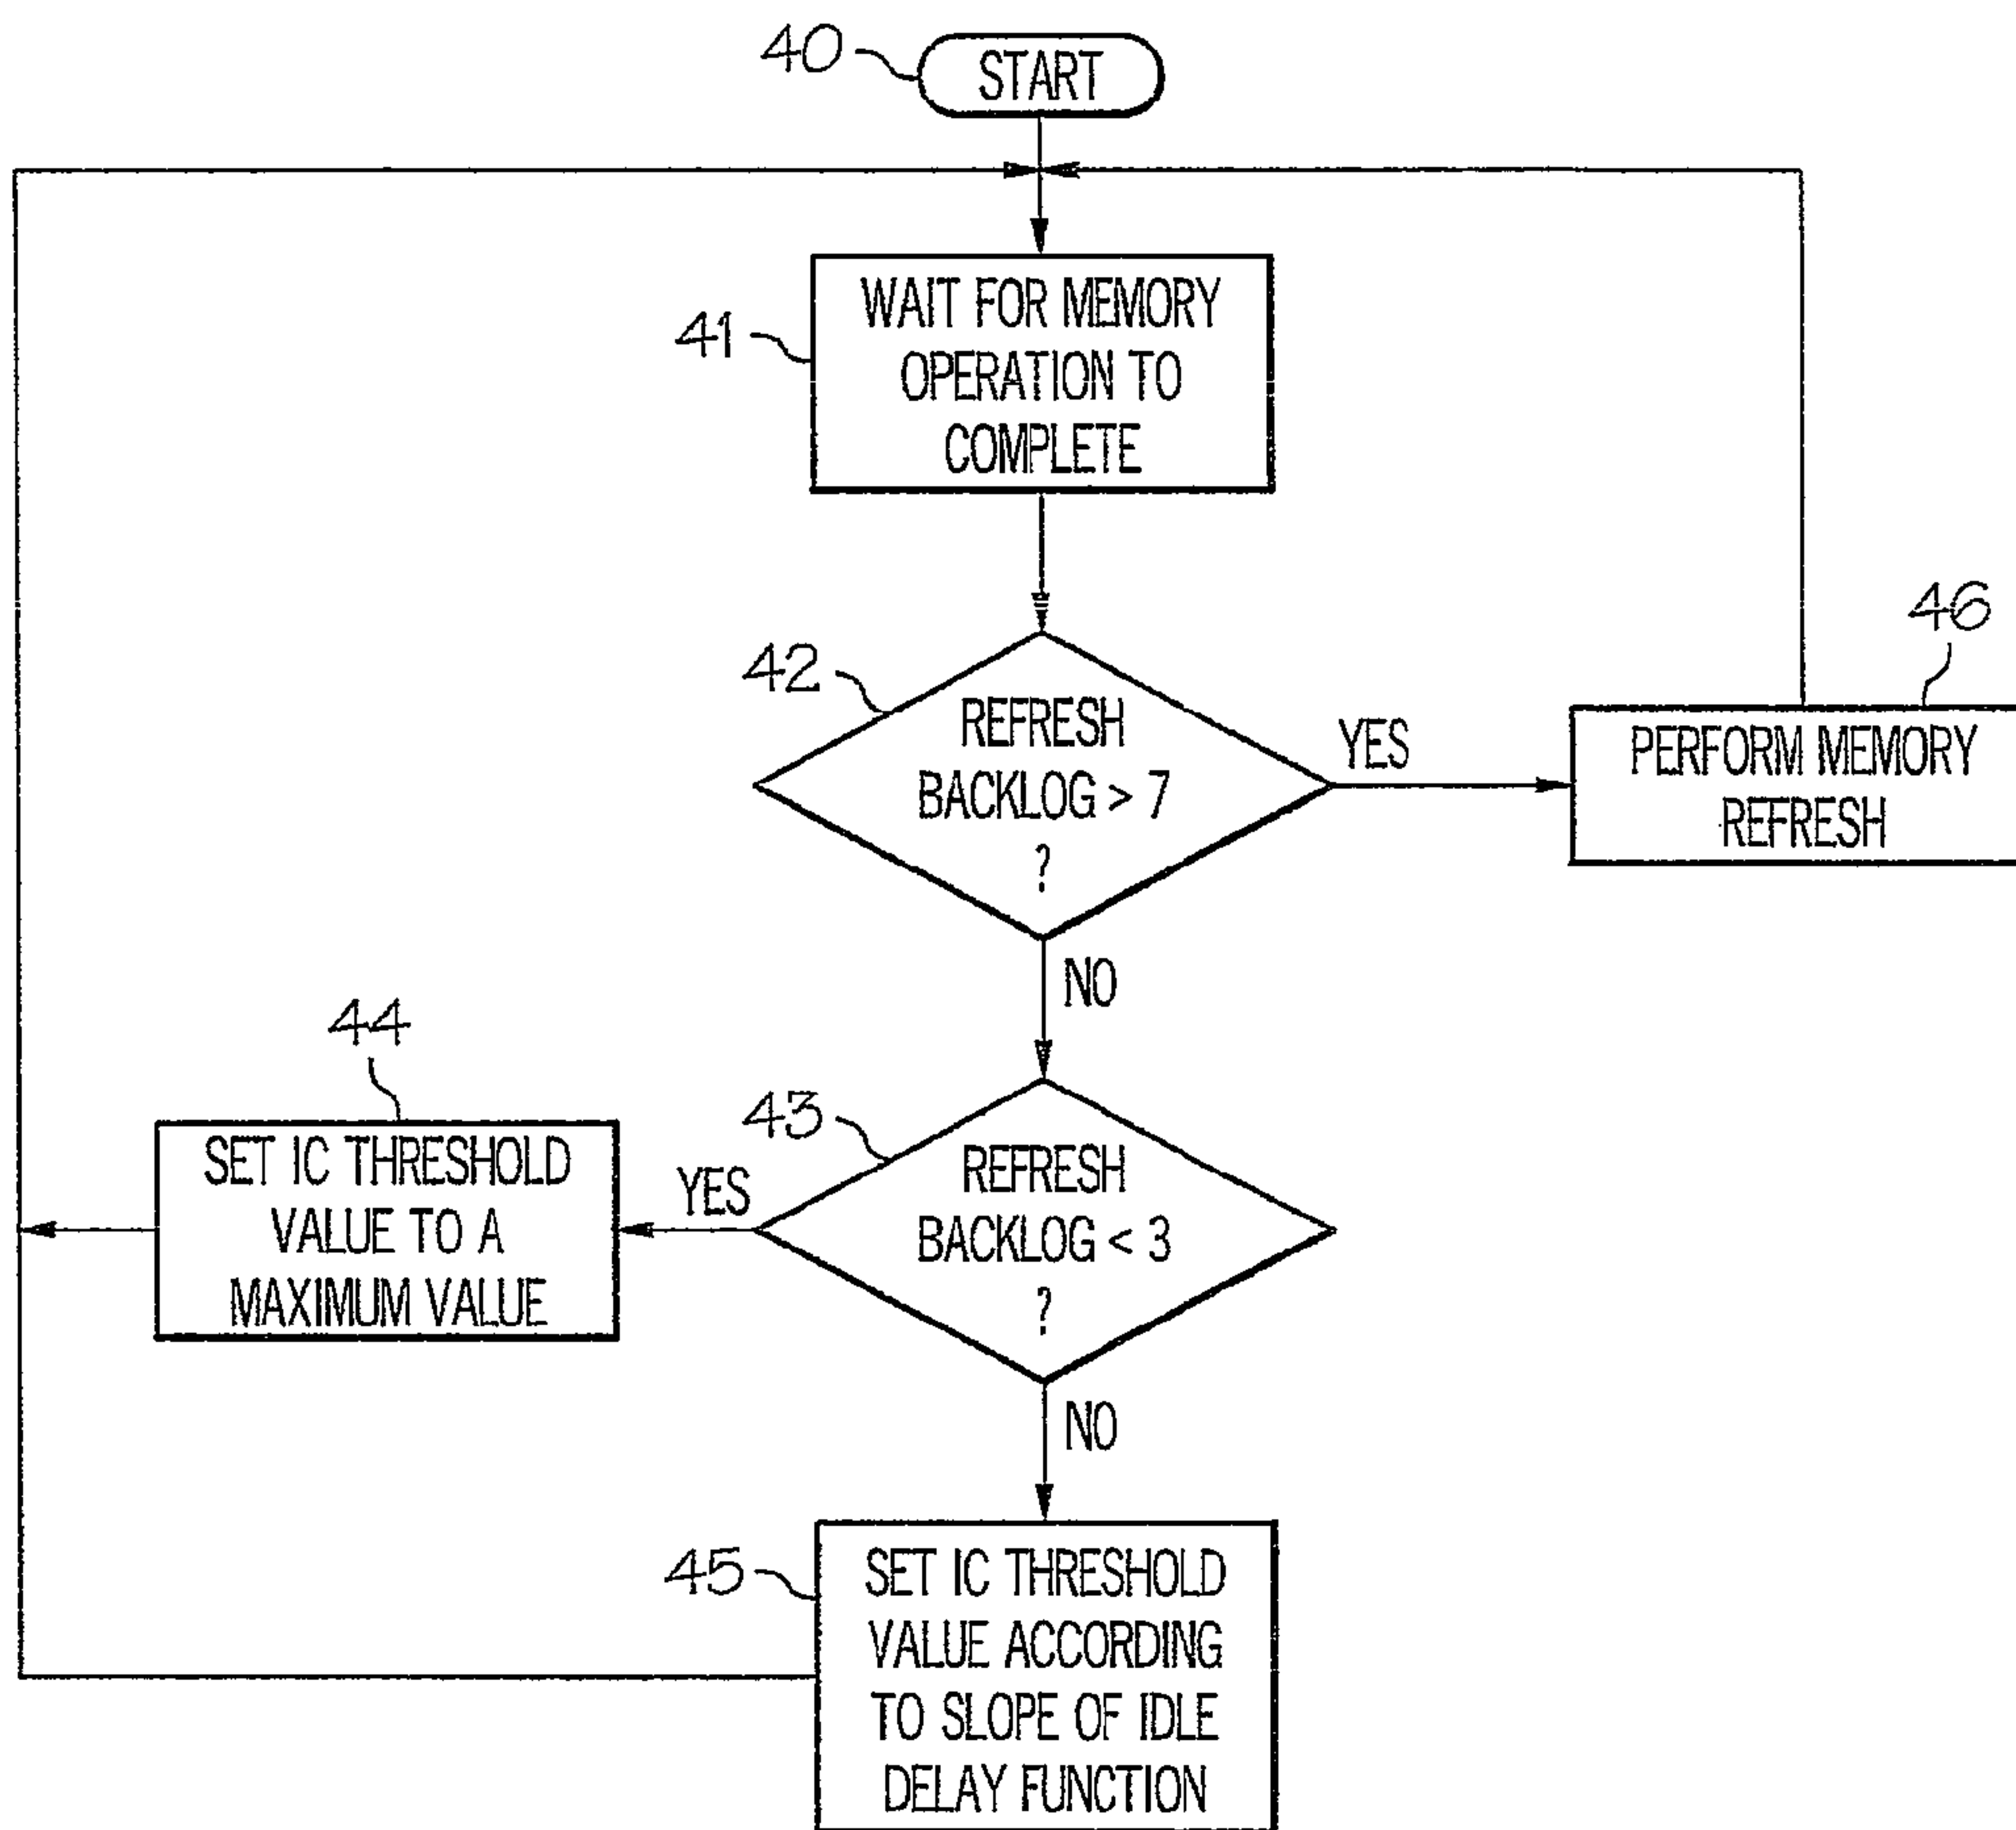 40
START
41
WAIT FOR MEMORY
OPERATION TO
COMPLETE
42
REFRESH
BACKLOG > 7
?
YES
46
PERFORM MEMORY
REFRESH
NO
43
REFRESH
BACKLOG < 3
?
YES
44
SET IC THRESHOLD
VALUE TO A
MAXIMUM VALUE
NO
45
SET IC THRESHOLD
VALUE ACCORDING
TO SLOPE OF IDLE
DELAY FUNCTION